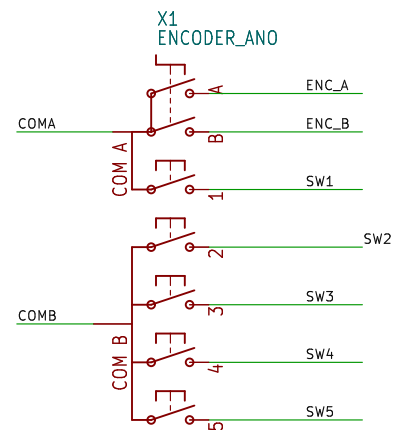 X1
ENCODER_ANO
A
ENC_A
COMA
B
ENC_B
COM A
1
SW1
2
SW2
3
SW3
COMB
COM B
4
SW4
5
SW5